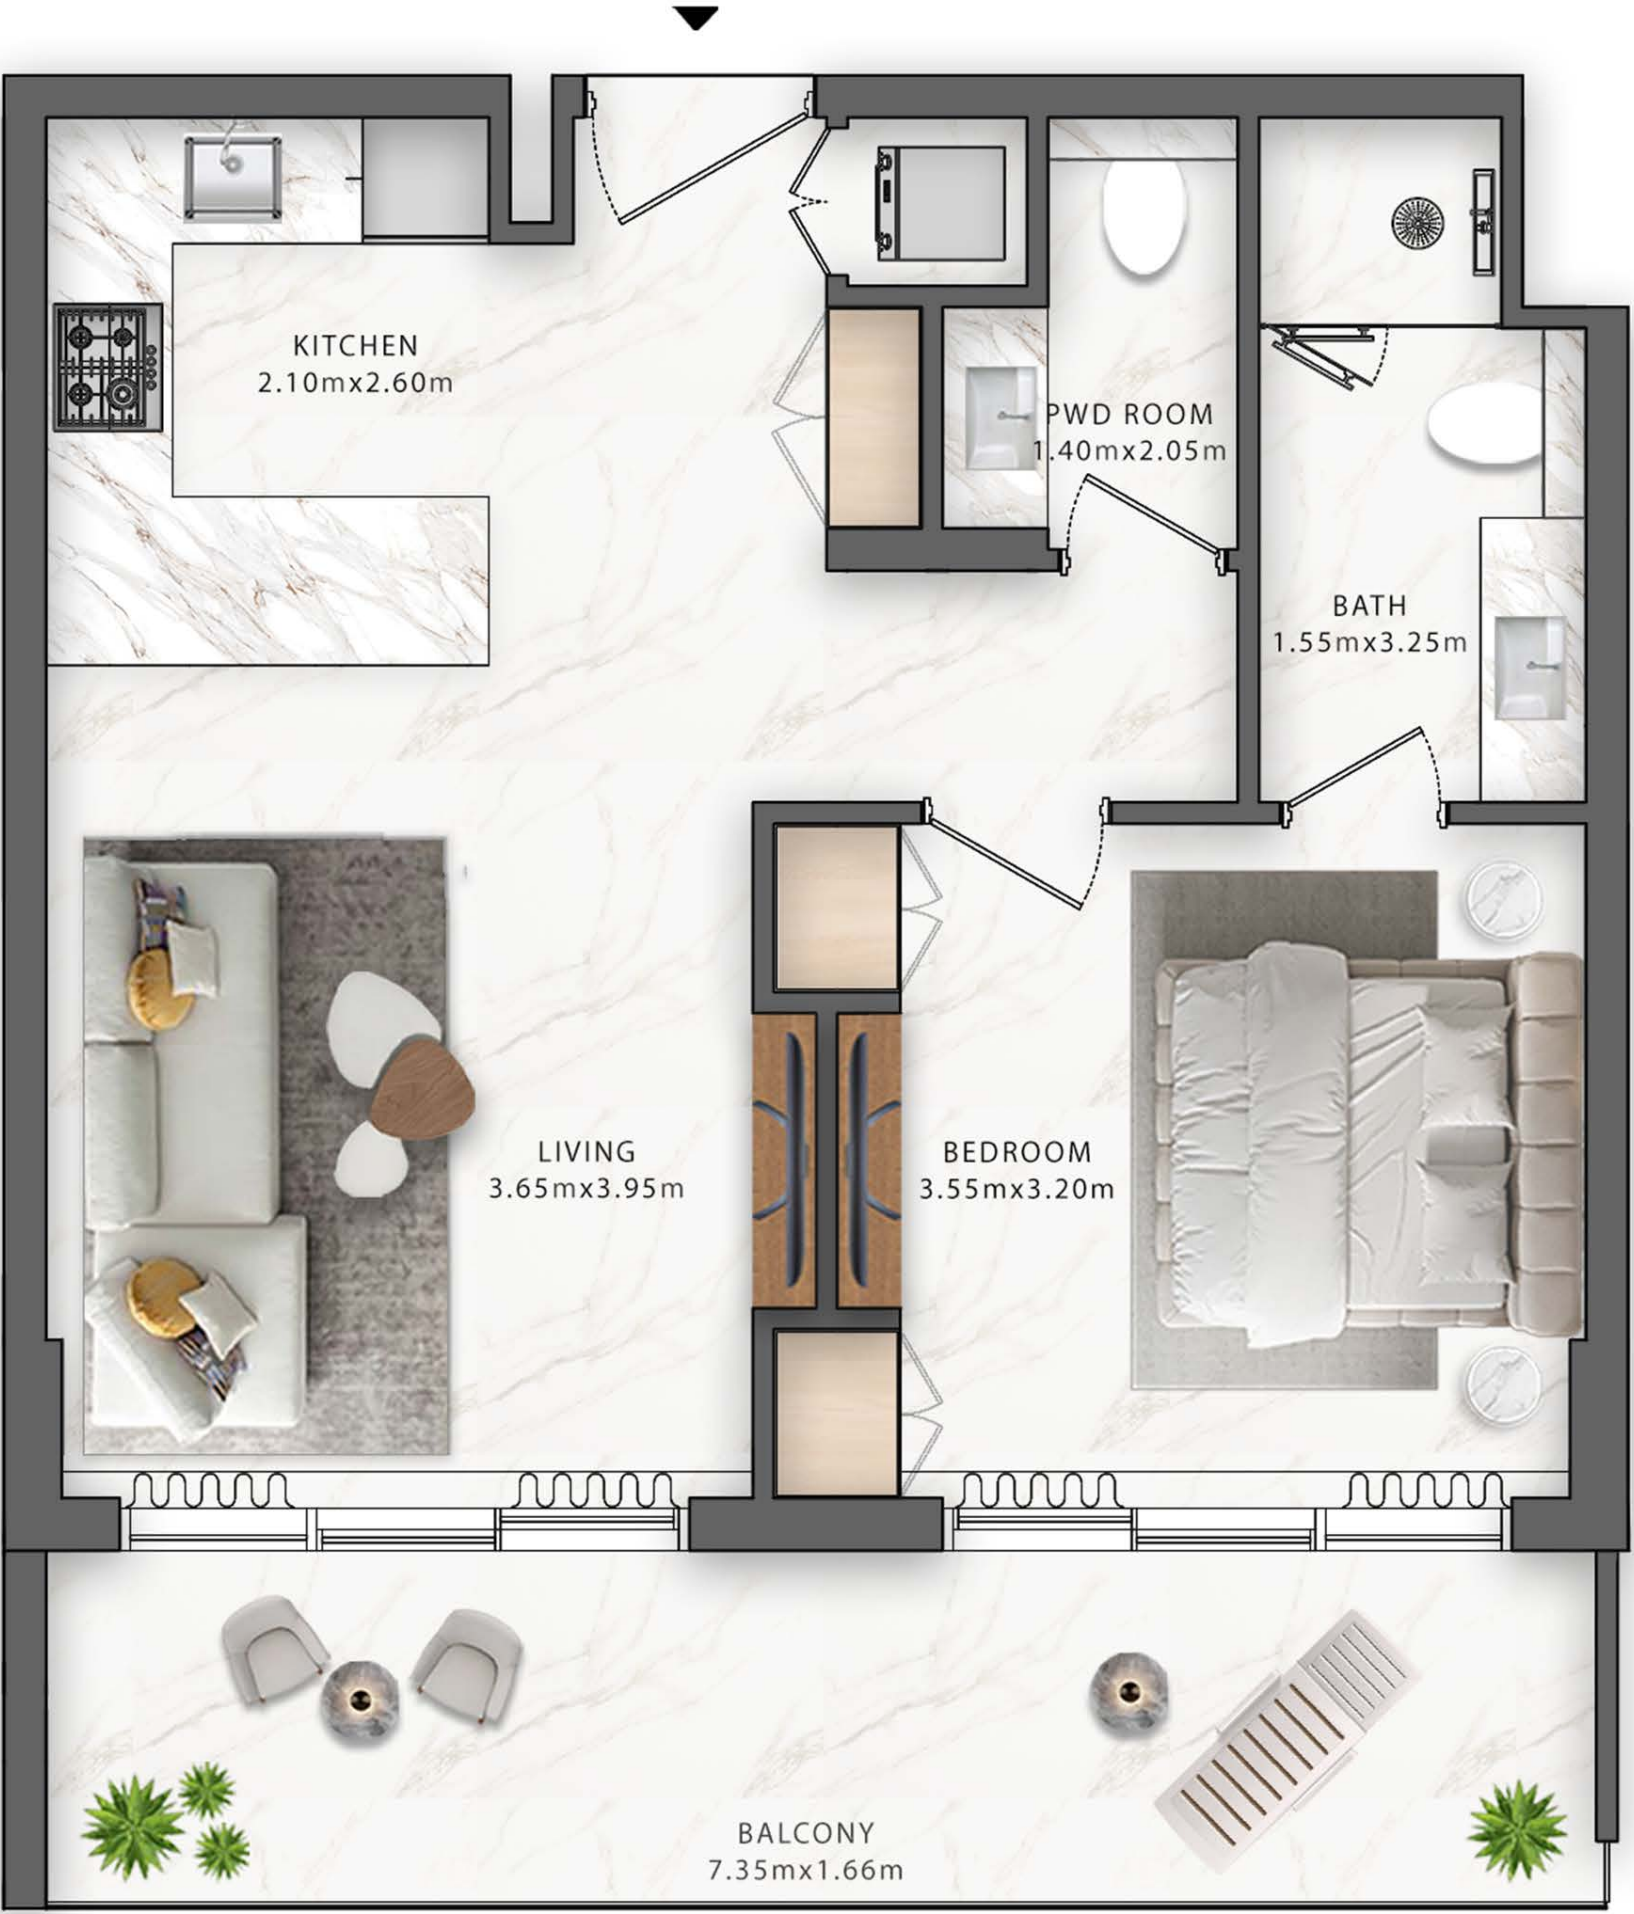 KITCHEN
2.10mx2.60m
PWD ROOM
1.40mx2.05m
BATH
1.55mx3.25m
LIVING
3.65mx3.95m
BEDROOM
3.55mx3.20m
BALCONY
7.35mx1.66m